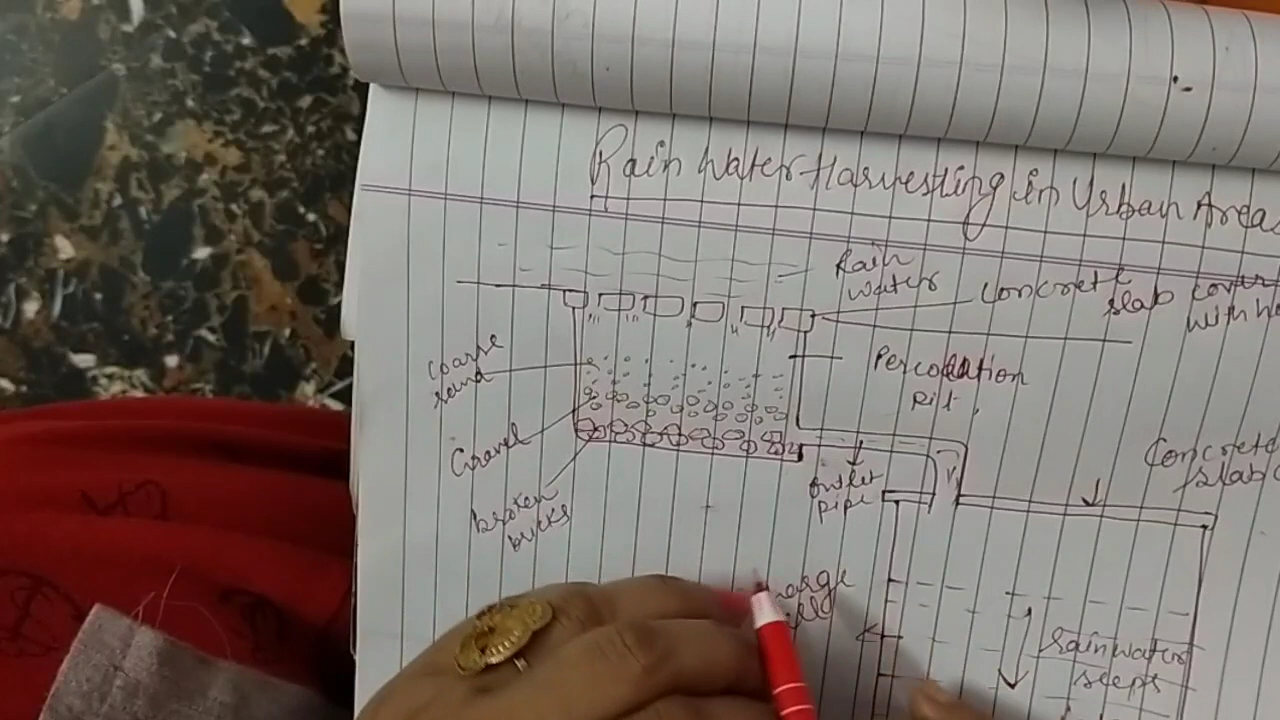 Rain Water Harvesting in Urban Area
Rain
water
Concrete
slab cover
with
coarse
sand
Percolation
Pit
Gravel
Concrete
slab
outlet
pipe
broken
bricks
Rainwater
seeps